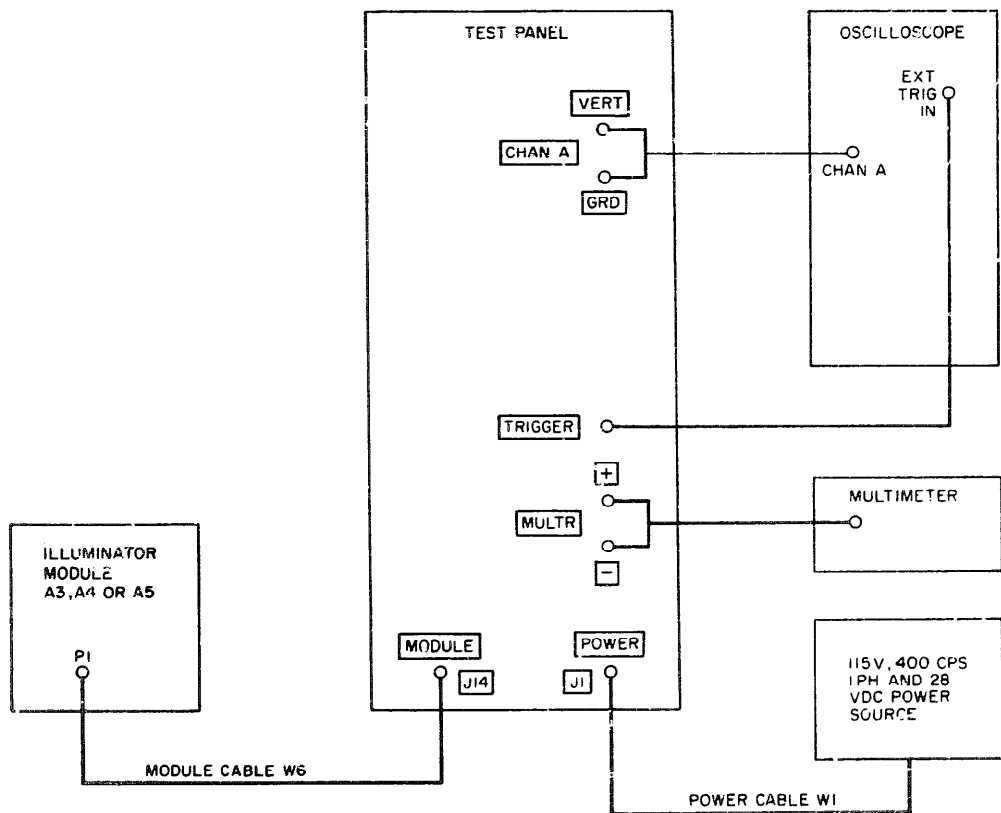 TEST PANEL
VERT
CHAN A
GRD
TRIGGER
+
MULTR
−
MODULE
J14
POWER
J1
OSCILLOSCOPE
EXT
TRIG
IN
CHAN A
MULTIMETER
115V, 400 CPS
1 PH AND 28
VDC POWER
SOURCE
ILLUMINATOR
MODULE
A3, A4 OR A5
P1
MODULE CABLE W6
POWER CABLE W1